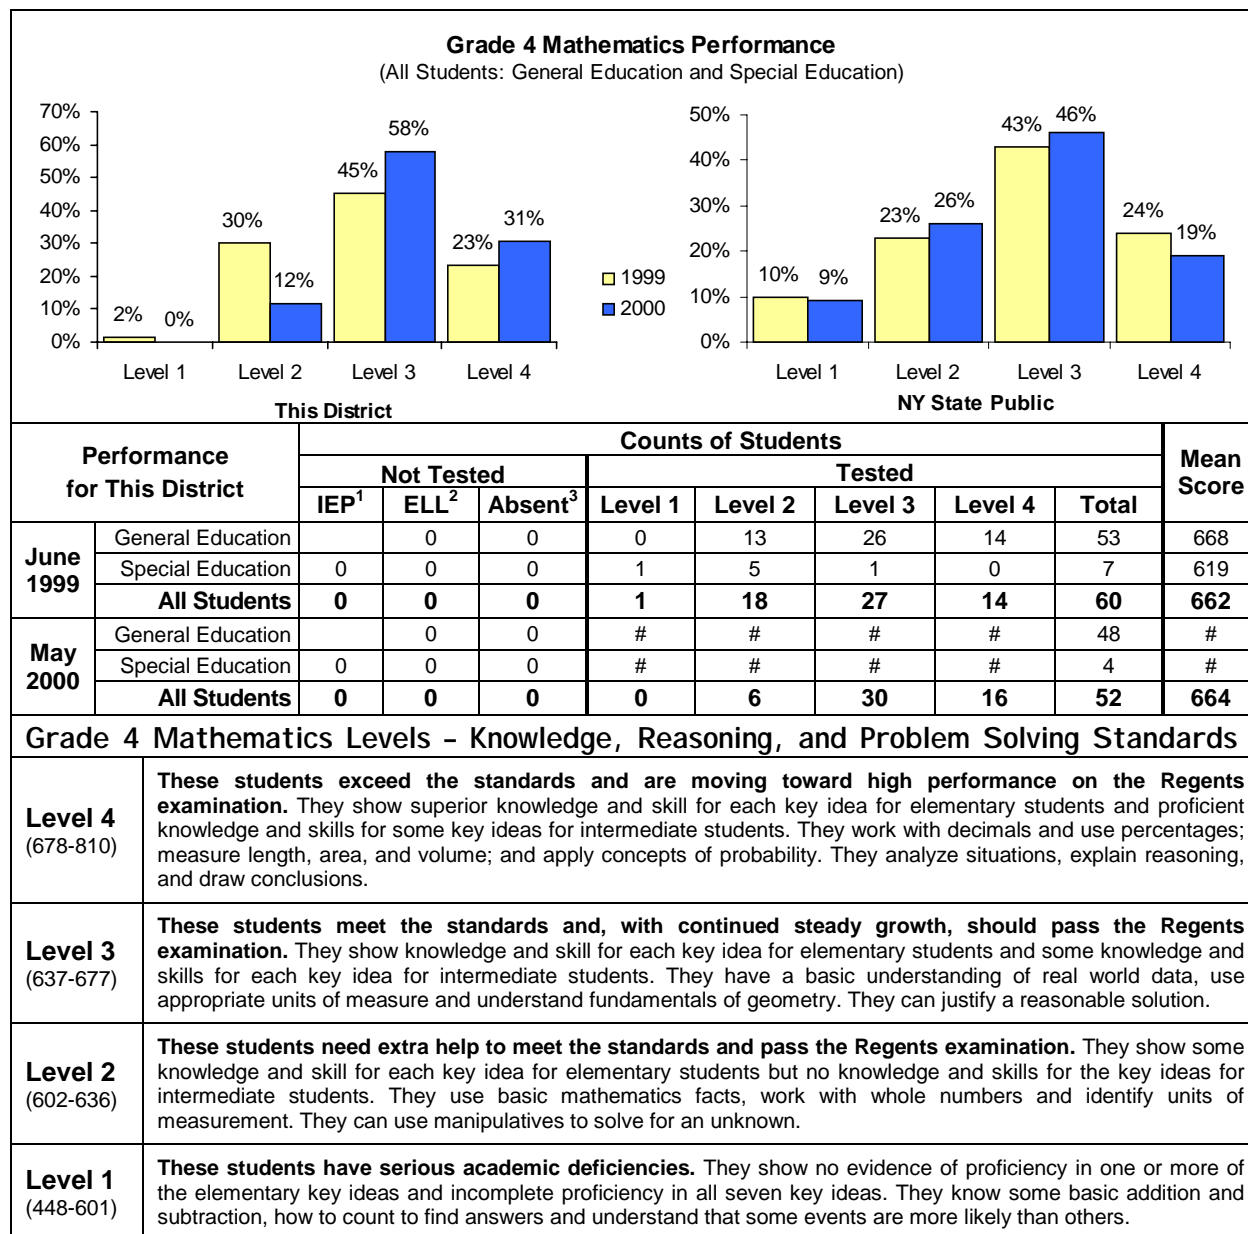 Grade 4 Mathematics Performance
(All Students: General Education and Special Education)
70%
60%
50%
40%
30%
20%
10%
0%
2%
0%
30%
12%
45%
58%
23%
31%
Level 1
Level 2
Level 3
Level 4
This District
1999
2000
50%
40%
30%
20%
10%
0%
10%
9%
23%
26%
43%
46%
24%
19%
Level 1
Level 2
Level 3
Level 4
NY State Public
Performance for This District
Counts of Students
Mean Score
Not Tested
Tested
IEP1 ELL2 Absent3 Level 1 Level 2 Level 3 Level 4 Total
June 1999
General Education 0 0 0 13 26 14 53 668
Special Education 0 0 0 1 5 1 0 7 619
All Students 0 0 0 1 18 27 14 60 662
May 2000
General Education 0 0 # # # # 48 #
Special Education 0 0 0 # # # # 4 #
All Students 0 0 0 0 6 30 16 52 664
Grade 4 Mathematics Levels – Knowledge, Reasoning, and Problem Solving Standards
Level 4
(678-810)
These students exceed the standards and are moving toward high performance on the Regents
examination. They show superior knowledge and skill for each key idea for elementary students and proficient
knowledge and skills for some key ideas for intermediate students. They work with decimals and use percentages;
measure length, area, and volume; and apply concepts of probability. They analyze situations, explain reasoning,
and draw conclusions.
Level 3
(637-677)
These students meet the standards and, with continued steady growth, should pass the Regents
examination. They show knowledge and skill for each key idea for elementary students and some knowledge and
skills for each key idea for intermediate students. They have a basic understanding of real world data, use
appropriate units of measure and understand fundamentals of geometry. They can justify a reasonable solution.
Level 2
(602-636)
These students need extra help to meet the standards and pass the Regents examination. They show some
knowledge and skill for each key idea for elementary students but no knowledge and skills for the key ideas for
intermediate students. They use basic mathematics facts, work with whole numbers and identify units of
measurement. They can use manipulatives to solve for an unknown.
Level 1
(448-601)
These students have serious academic deficiencies. They show no evidence of proficiency in one or more of
the elementary key ideas and incomplete proficiency in all seven key ideas. They know some basic addition and
subtraction, how to count to find answers and understand that some events are more likely than others.